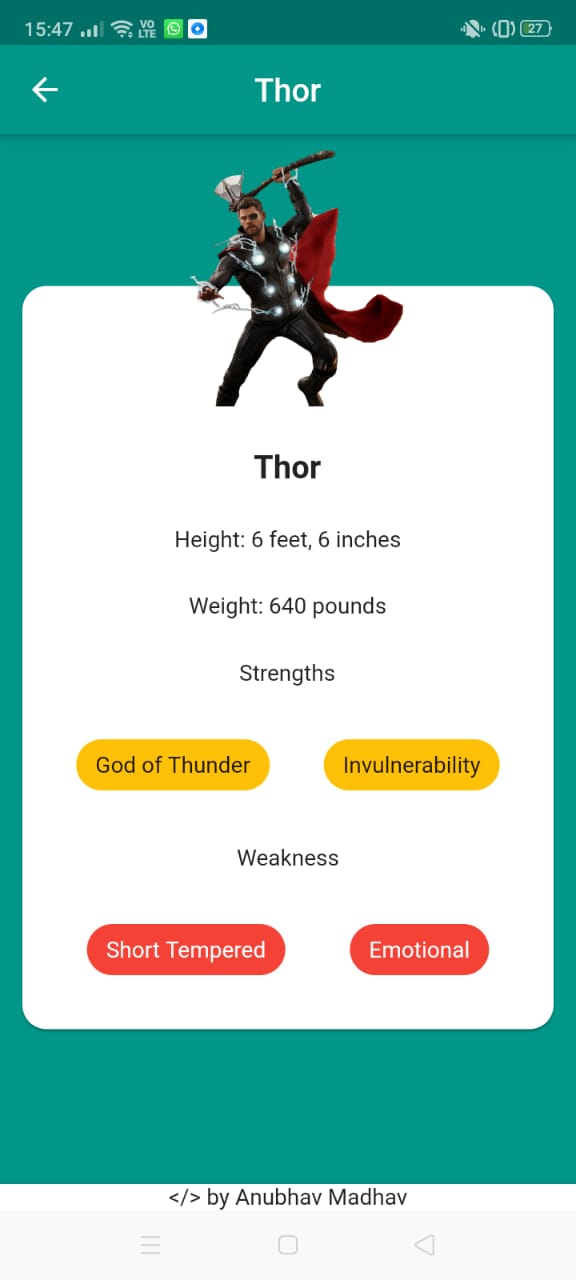 15:47 VO LTE 27
Thor
Thor
Height: 6 feet, 6 inches
Weight: 640 pounds
Strengths
God of Thunder Invulnerability
Weakness
Short Tempered Emotional
</> by Anubhav Madhav